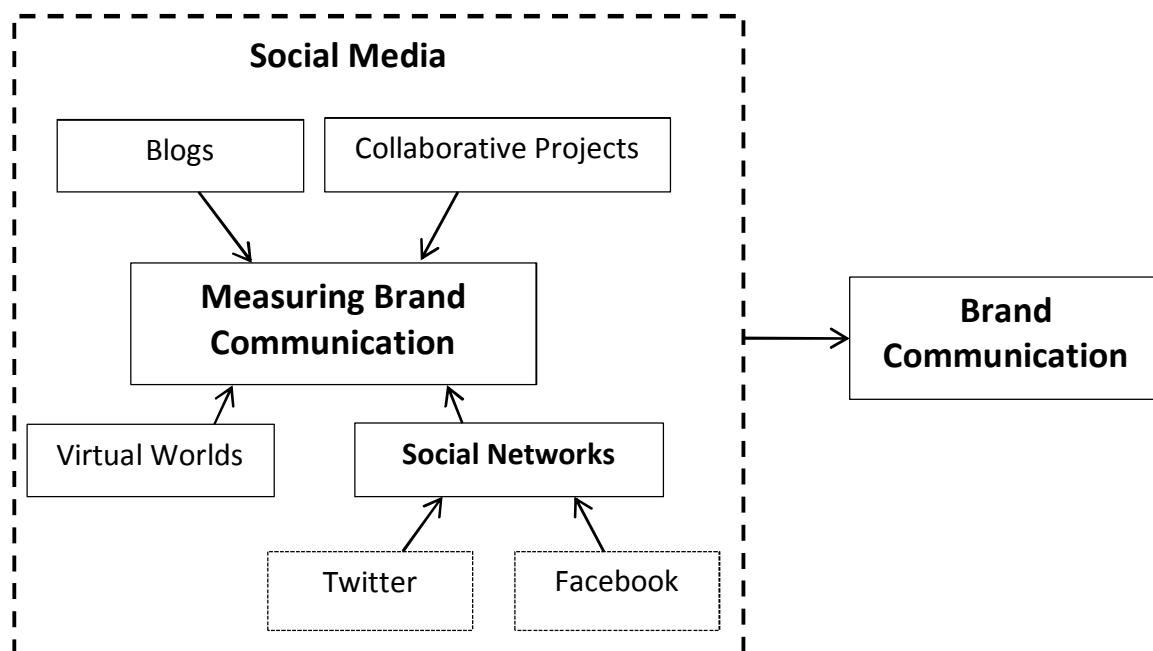 Social Media
Blogs
Collaborative Projects
Measuring Brand
Communication
Brand
Communication
Virtual Worlds
Social Networks
Twitter
Facebook